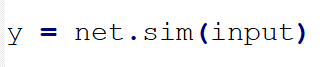 y = net.sim(input)